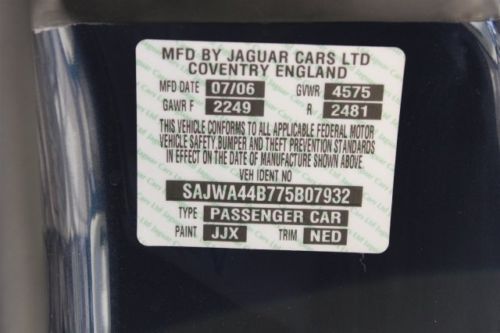 MFD BY JAGUAR CARS LTD
COVENTRY ENGLAND
MFD DATE 07/06 GVWR 4575
GAWR F 2249 R 2481
THIS VEHICLE CONFORMS TO ALL APPLICABLE FEDERAL MOTOR
VEHICLE SAFETY, BUMPER AND THEFT PREVENTION STANDARDS
IN EFFECT ON THE DATE OF MANUFACTURE SHOWN ABOVE.
VEH IDENT NO
SAJWA44B775B07932
TYPE PASSENGER CAR
PAINT JJX TRIM NED